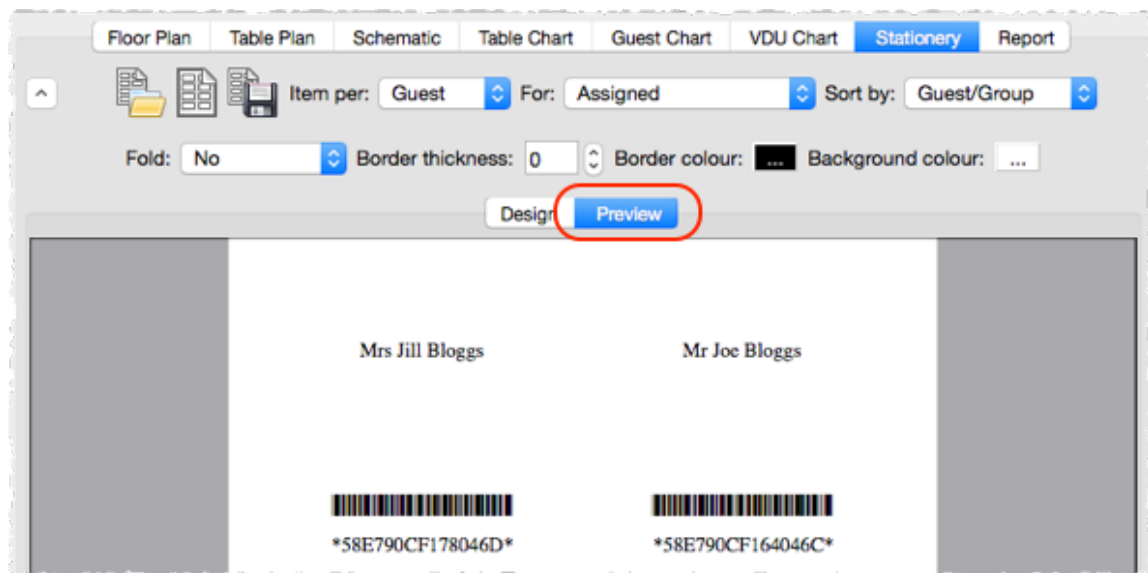 Floor Plan Table Plan Schematic Table Chart Guest Chart VDU Chart Stationery Report
Item per: Guest For: Assigned Sort by: Guest/Group
Fold: No Border thickness: 0 Border colour: ... Background colour: ...
Design Preview
Mrs Jill Bloggs Mr Joe Bloggs
*58E790CF178046D* *58E790CF164046C*